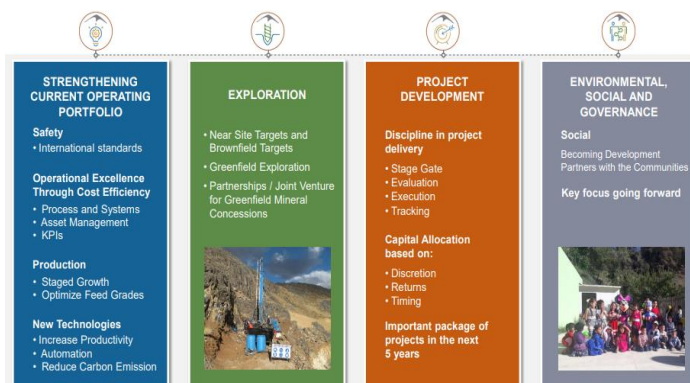 STRENGTHENING
CURRENT OPERATING
PORTFOLIO
Safety
• International standards
Operational Excellence
Through Cost Efficiency
• Process and Systems
• Asset Management
• KPIs
Production
• Staged Growth
• Optimize Feed Grades
New Technologies
• Increase Productivity
• Automation
• Reduce Carbon Emission
EXPLORATION
• Near Site Targets and
Brownfield Targets
• Greenfield Exploration
• Partnerships / Joint Venture
for Greenfield Mineral
Concessions
PROJECT
DEVELOPMENT
Discipline in project
delivery
• Stage Gate
• Evaluation
• Execution
• Tracking
Capital Allocation
based on:
• Discretion
• Returns
• Timing
Important package of
projects in the next
5 years
ENVIRONMENTAL,
SOCIAL AND
GOVERNANCE
Social
Becoming Development
Partners with the Communities
Key focus going forward